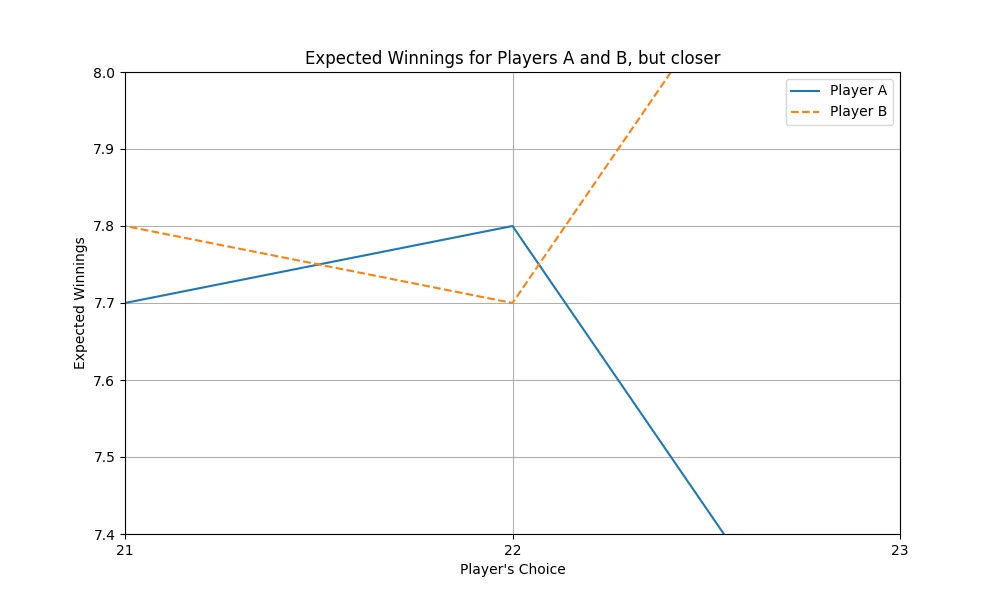 Expected Winnings for Players A and B, but closer
8.0
7.9
7.8
7.7
7.6
7.5
7.4
Expected Winnings
Player A
Player B
21
22
23
Player's Choice